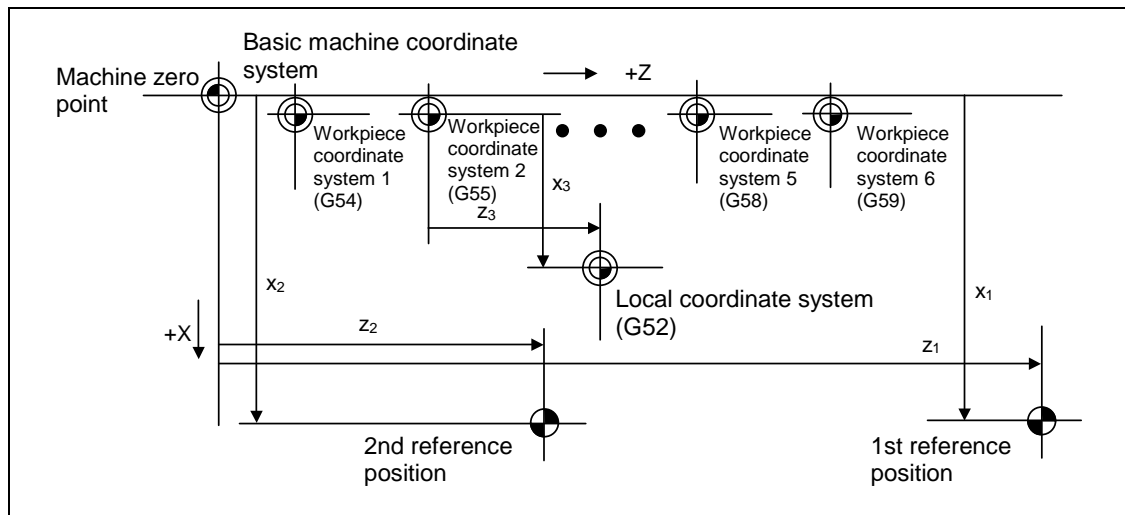 Basic machine coordinate
system
Machine zero
point
+Z
Workpiece
coordinate
system 1
(G54)
Workpiece
coordinate
system 2
(G55)
x3
z3
Workpiece
coordinate
system 5
(G58)
Workpiece
coordinate
system 6
(G59)
x2
x1
Local coordinate system
(G52)
+X
z2
z1
2nd reference
position
1st reference
position